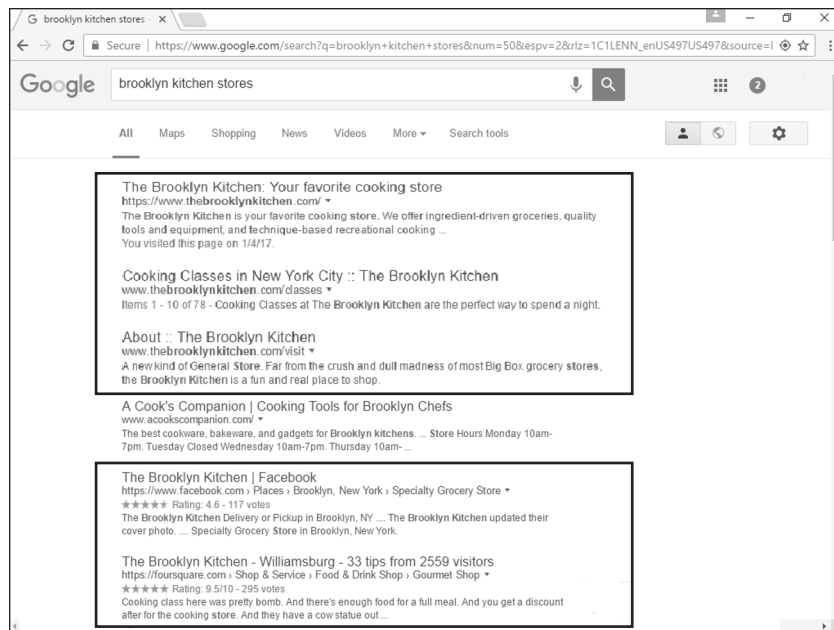 G brooklyn kitchen stores - ×
Secure | https://www.google.com/search?q=brooklyn+kitchen+stores&num=50&espv=2&rlz=1C1LENN_enUS497US497&source=l
Google brooklyn kitchen stores 2
All Maps Shopping News Videos More Search tools
The Brooklyn Kitchen: Your favorite cooking store
https://www.thebrooklynkitchen.com/
The Brooklyn Kitchen is your favorite cooking store. We offer ingredient-driven groceries, quality
tools and equipment, and technique-based recreational cooking ...
You visited this page on 1/4/17.
Cooking Classes in New York City :: The Brooklyn Kitchen
www.thebrooklynkitchen.com/classes
Items 1 - 10 of 78 - Cooking Classes at The Brooklyn Kitchen are the perfect way to spend a night.
About :: The Brooklyn Kitchen
www.thebrooklynkitchen.com/visit
A new kind of General Store. Far from the crush and dull madness of most Big Box grocery stores,
the Brooklyn Kitchen is a fun and real place to shop.
A Cook's Companion | Cooking Tools for Brooklyn Chefs
www.acookscompanion.com/
The best cookware, bakeware, and gadgets for Brooklyn kitchens. ... Store Hours Monday 10am-
7pm. Tuesday Closed Wednesday 10am-7pm. Thursday 10am- ...
The Brooklyn Kitchen | Facebook
https://www.facebook.com › Places › Brooklyn, New York › Specialty Grocery Store
Rating: 4.6 - 117 votes
The Brooklyn Kitchen Delivery or Pickup in Brooklyn, NY .... The Brooklyn Kitchen updated their
cover photo. .... Specialty Grocery Store in Brooklyn, New York.
The Brooklyn Kitchen - Williamsburg - 33 tips from 2559 visitors
https://foursquare.com › Shop & Service › Food & Drink Shop › Gourmet Shop
Rating: 9.5/10 - 295 votes
Cooking class here was pretty bomb. And there's enough food for a full meal. And you get a discount
after for the cooking store. And they have a cow statue out ...